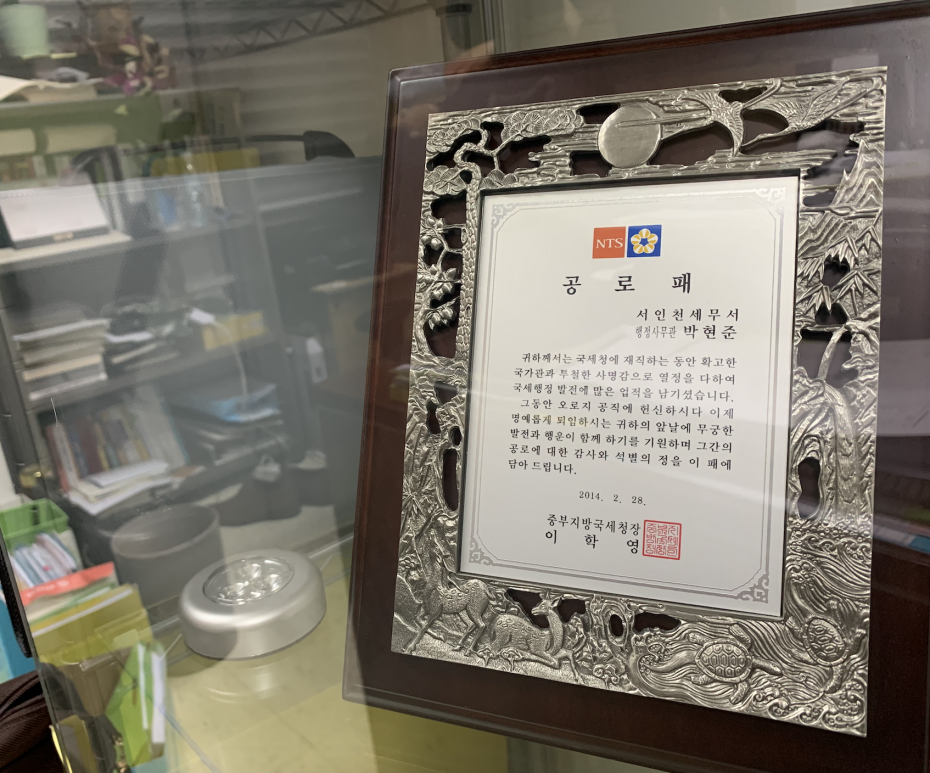 NTS
공 로 패
서인천세무서
행정사무관 박현준
귀하께서는 국세청에 재직하는 동안 확고한
국가관과 투철한 사명감으로 열정을 다하여
국세행정 발전에 많은 업적을 남기셨습니다.
그동안 오로지 공직에 헌신하시다 이제
명예롭게 퇴임하시는 귀하의 앞날에 무궁한
발전과 행운이 함께 하기를 기원하며 그간의
공로에 대한 감사와 석별의 정을 이 패에
담아 드립니다.
2014. 2. 28.
중부지방국세청장
이 학 영